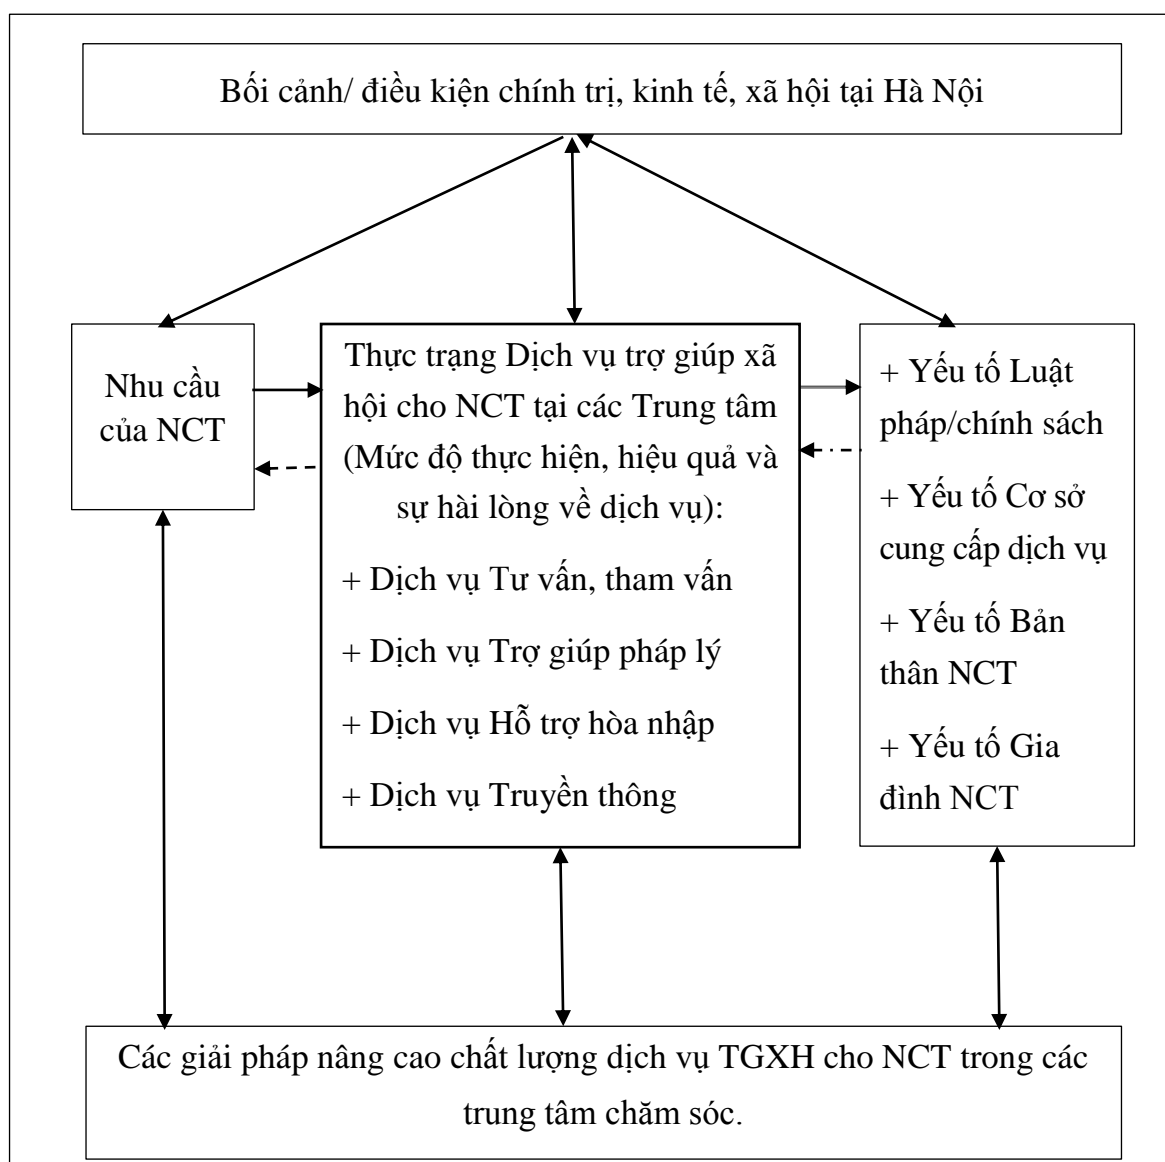 Bối cảnh/ điều kiện chính trị, kinh tế, xã hội tại Hà Nội
Nhu cầu
của NCT
Thực trạng Dịch vụ trợ giúp xã
hội cho NCT tại các Trung tâm
(Mức độ thực hiện, hiệu quả và
sự hài lòng về dịch vụ):
+ Dịch vụ Tư vấn, tham vấn
+ Dịch vụ Trợ giúp pháp lý
+ Dịch vụ Hỗ trợ hòa nhập
+ Dịch vụ Truyền thông
+ Yếu tố Luật
pháp/chính sách
+ Yếu tố Cơ sở
cung cấp dịch vụ
+ Yếu tố Bản
thân NCT
+ Yếu tố Gia
đình NCT
Các giải pháp nâng cao chất lượng dịch vụ TGXH cho NCT trong các
trung tâm chăm sóc.